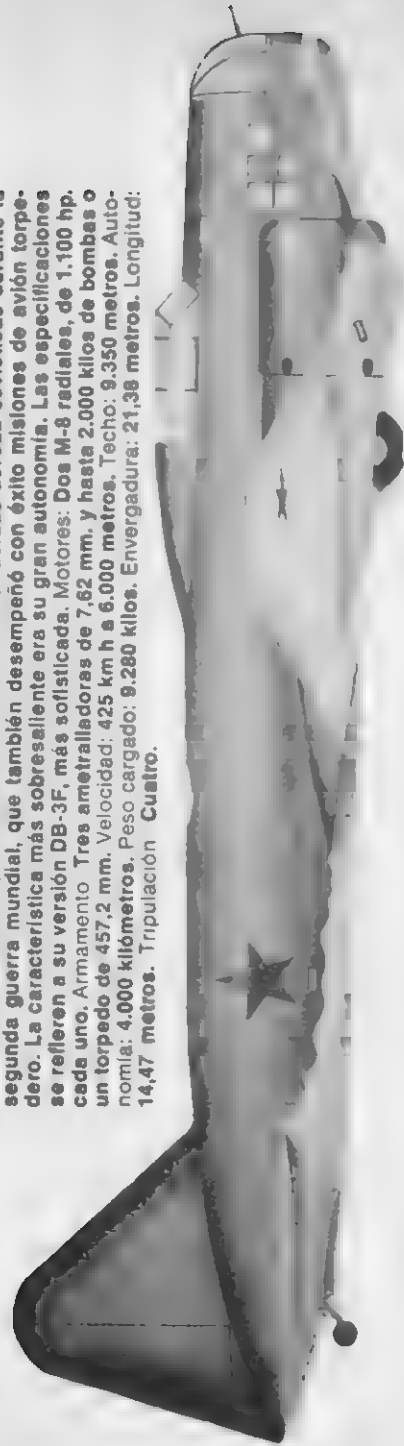 segunda guerra mundial, que también desempeñó con éxito misiones de avión torpe-
dero. La característica más sobresaliente era su gran autonomía. Las especificaciones
se refieren a su versión DB-3F, más sofisticada. Motores: Dos M-8 radiales, de 1.100 hp.
cada uno. Armamento Tres ametralladoras de 7,62 mm. y hasta 2.000 kilos de bombas o
un torpedo de 457,2 mm. Velocidad: 425 km h a 6.000 metros. Techo: 9.350 metros. Auto-
nomía: 4.000 kilómetros. Peso cargado: 9.280 kilos. Envergadura: 21,38 metros. Longitud:
14,47 metros. Tripulación Cuatro.